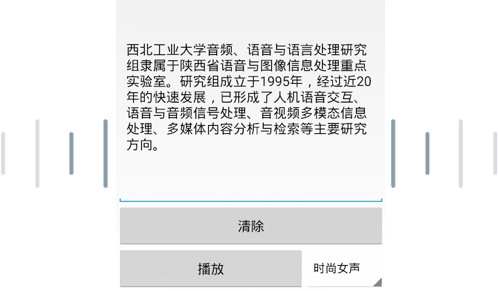 西北工业大学音频、语音与语言处理研究
组隶属于陕西省语音与图像信息处理重点
实验室。研究组成立于1995年，经过近20
年的快速发展，已形成了人机语音交互、
语音与音频信号处理、音视频多模态信息
处理、多媒体内容分析与检索等主要研究
方向。
清除
播放
时尚女声